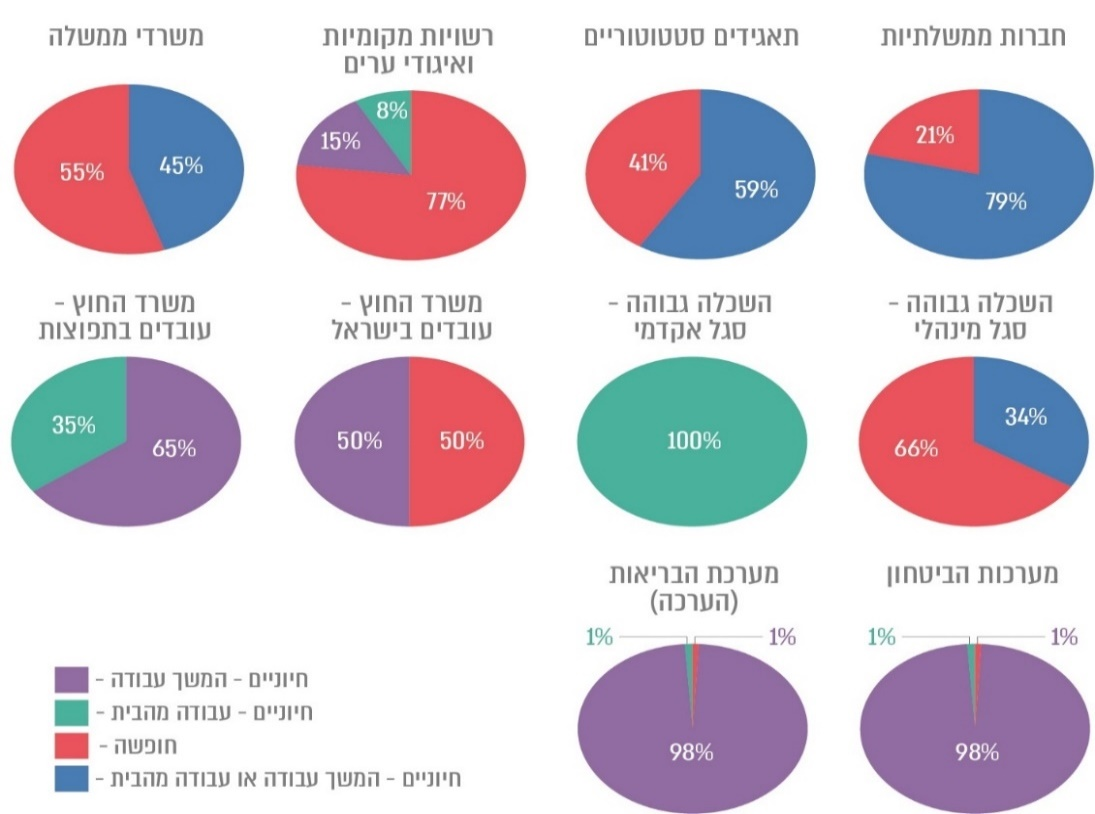 חברות ממשלתיות
21%
79%
תאגידים סטטוטוריים
41%
59%
רשויות מקומיות
ואיגודי ערים
8%
15%
77%
משרדי ממשלה
45%
55%
השכלה גבוהה -
סגל מינהלי
34%
66%
השכלה גבוהה -
סגל אקדמי
100%
משרד החוץ -
עובדים בישראל
50%
50%
משרד החוץ -
עובדים בתפוצות
35%
65%
מערכות הביטחון
1%
1%
98%
מערכת הבריאות
(הערכה)
1%
1%
98%
חיוניים - המשך עבודה -
חיוניים - עבודה מהבית -
חופשה -
חיוניים - המשך עבודה או עבודה מהבית -